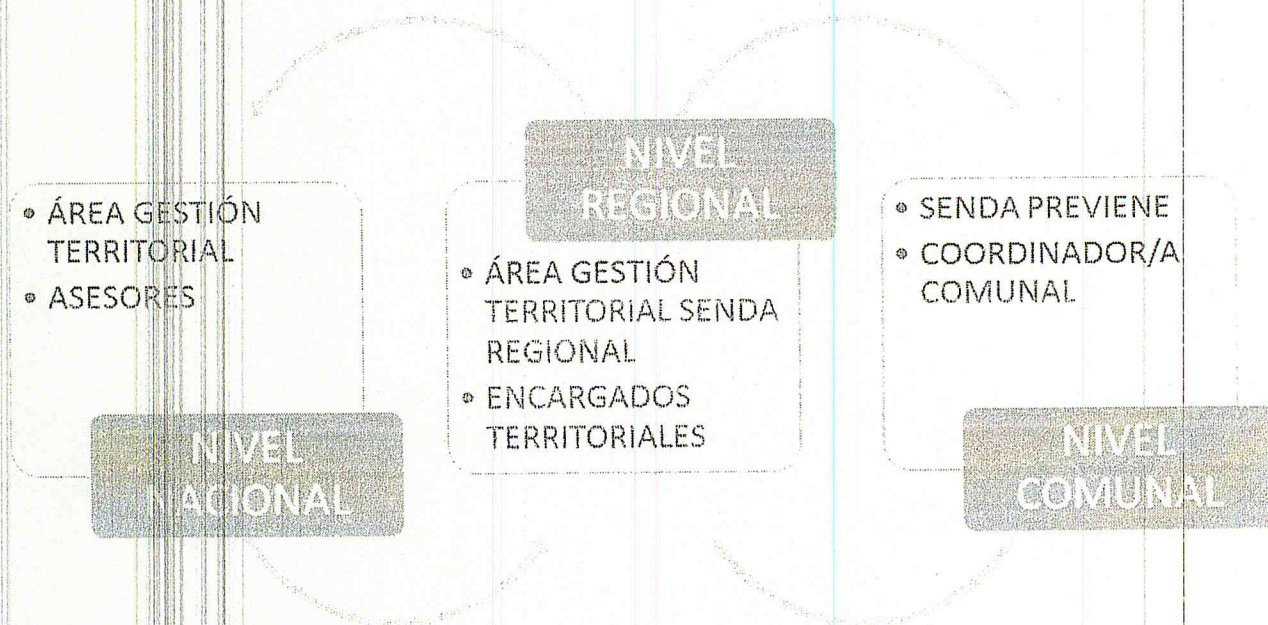 • ÁREA GESTIÓN
TERRITORIAL
• ASESORES
NIVEL
NACIONAL
NIVEL
REGIONAL
• ÁREA GESTIÓN
TERRITORIAL SENDA
REGIONAL
• ENCARGADOS
TERRITORIALES
• SENDA PREVIENE
• COORDINADOR/A
COMUNAL
NIVEL
COMUNAL